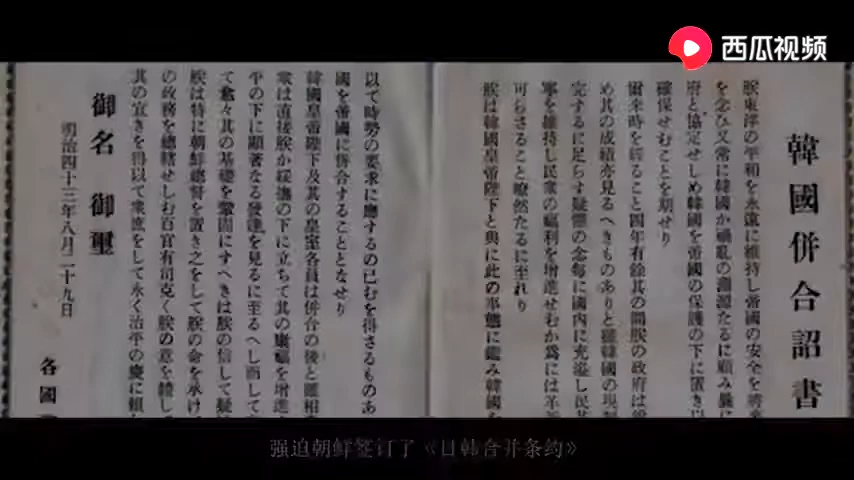 西瓜视频
韓國併合詔書
朕東洋の平和を永遠に維持し帝國の安全を將來
を念ひ又常に韓國か禍亂の淵源たるに顧み曩に
府と協定せしめ韓國を帝國の保護の下に置き以
確保せむことを期せり
爾來時を經ること四年有餘其の間朕の政府は
め其の成績亦見るへきものありと雖韓國の現
完するに足らす疑懼の念每に國內に充溢し民其
寧を維持し民衆の福利を增進せむか爲には革
可らさること瞭然たるに至れり
朕は韓國皇帝陛下と與に此の事態に鑑み韓國を
以て時勢の要求に應するの已むを得さるものあ
國を帝國に併合することとなせり
韓國皇帝陛下及其の皇室各員は併合の後と雖相
衆は直接朕か綏撫の下に立ちて其の康福を增進
平の下に顯著なる發達を見るに至るへし而して
て愈々其の基礎を鞏固にすへきは朕の信して疑
朕は特に朝鮮總督を置き之をして朕の命を承け
の政務を總轄せしむ百官有司克く朕の意を體し
其の宜きを得以て衆庶をして永く治平の慶に賴
御名 御璽
明治四十三年八月二十九日
各國
强迫朝鲜签订了《日韩合并条约》